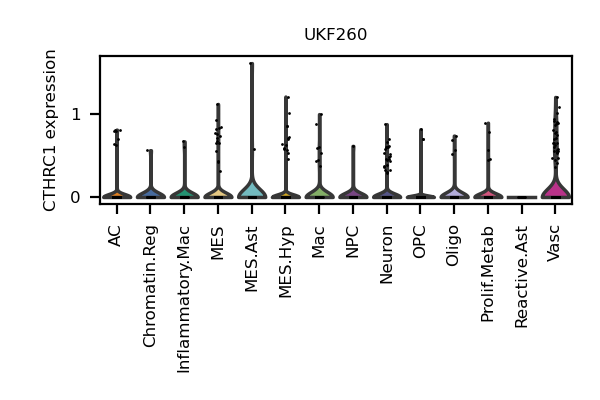 UKF260
CTHRC1 expression
1
0
AC
Chromatin.Reg
Inflammatory.Mac
MES
MES.Ast
MES.Hyp
Mac
NPC
Neuron
OPC
Oligo
Prolif.Metab
Reactive.Ast
Vasc